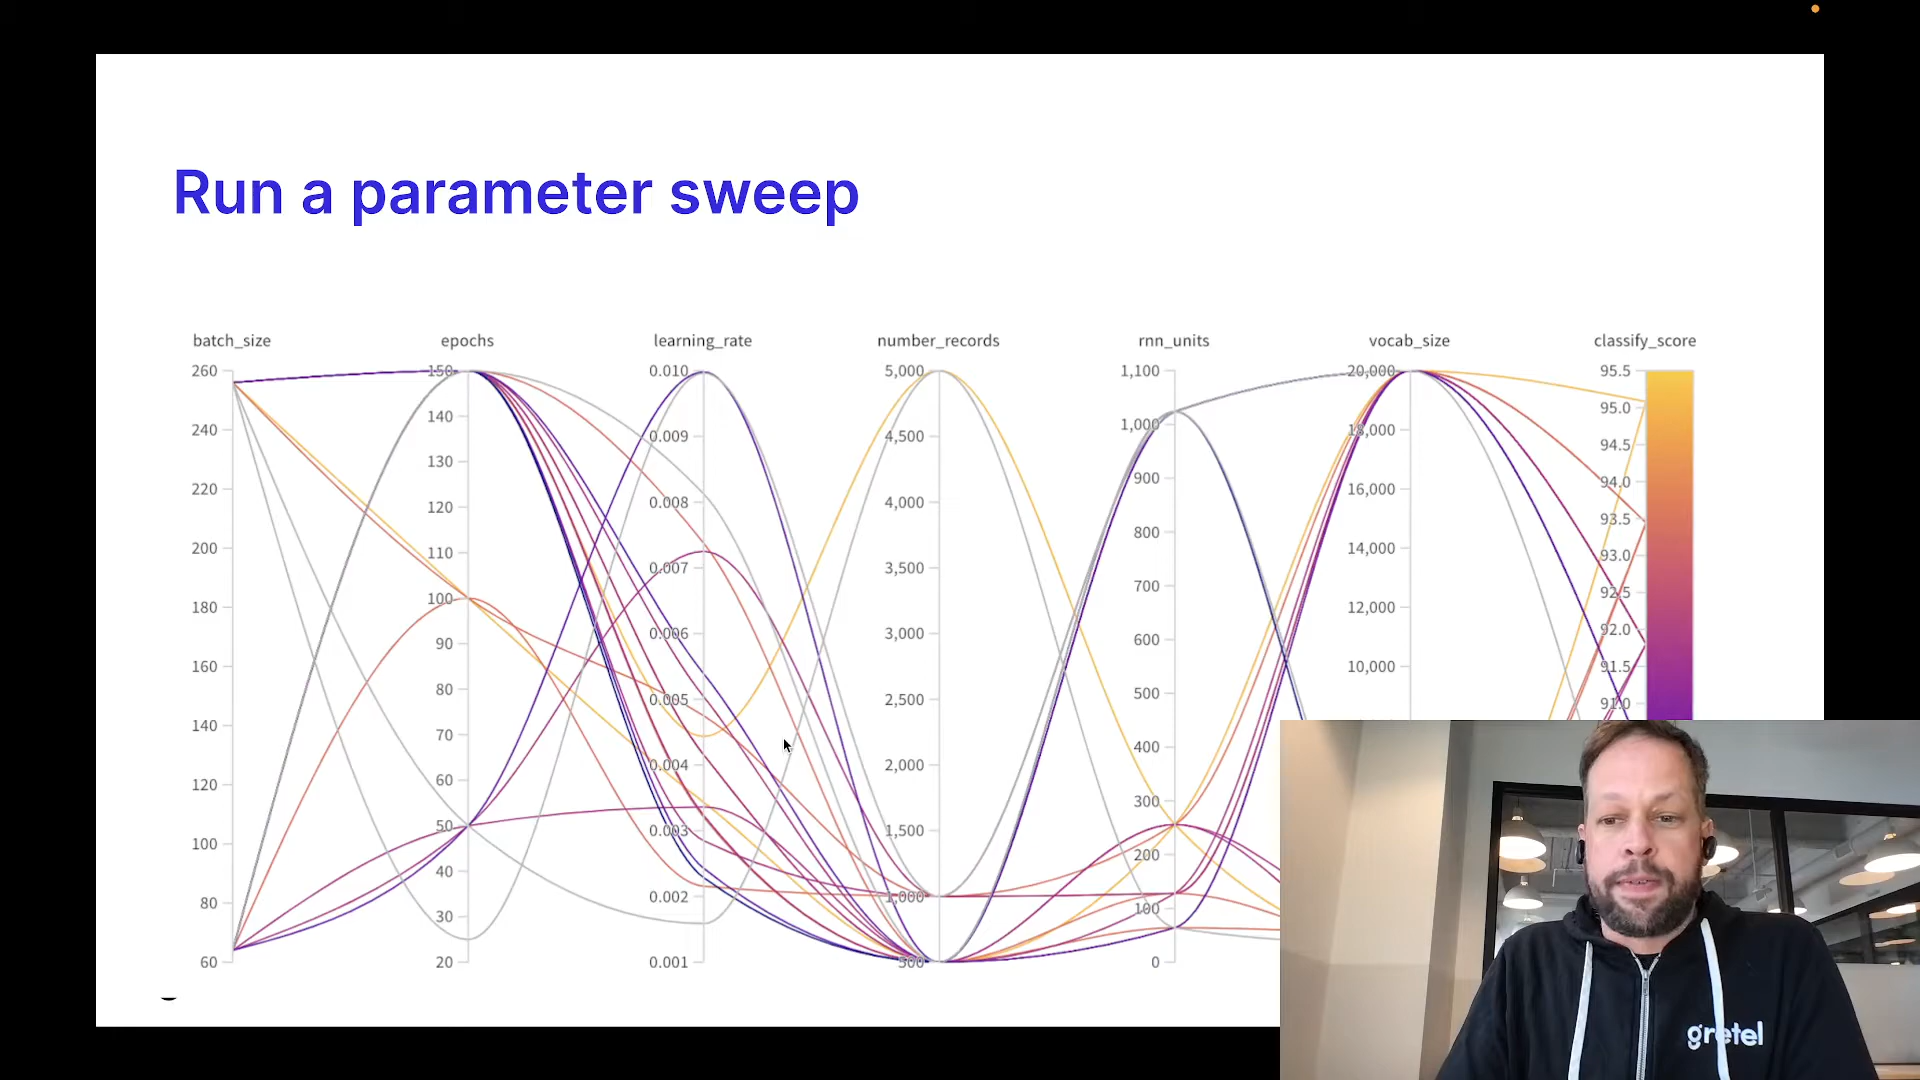 Run a parameter sweep
batch_size epochs learning_rate number_records rnn_units vocab_size classify_score
260 150 0.010 5,000 1,100 20,000 95.5
95.0
240 140 0.009 4,500 1,000 18,000 94.5
130 94.0
220 900 16,000
120 0.008 4,000 93.5
200 110 800 14,000 93.0
0.007 3,500 700
180 100 12,000 92.5
90 0.006 3,000 600 92.0
160 80 10,000 91.5
0.005 2,500 500 91.0
140 70 400
120 60 0.004 2,000
300
100 50 0.003 1,500 200
40
80 30 0.002 1,000 100
60 20 0.001 500 0
gretel